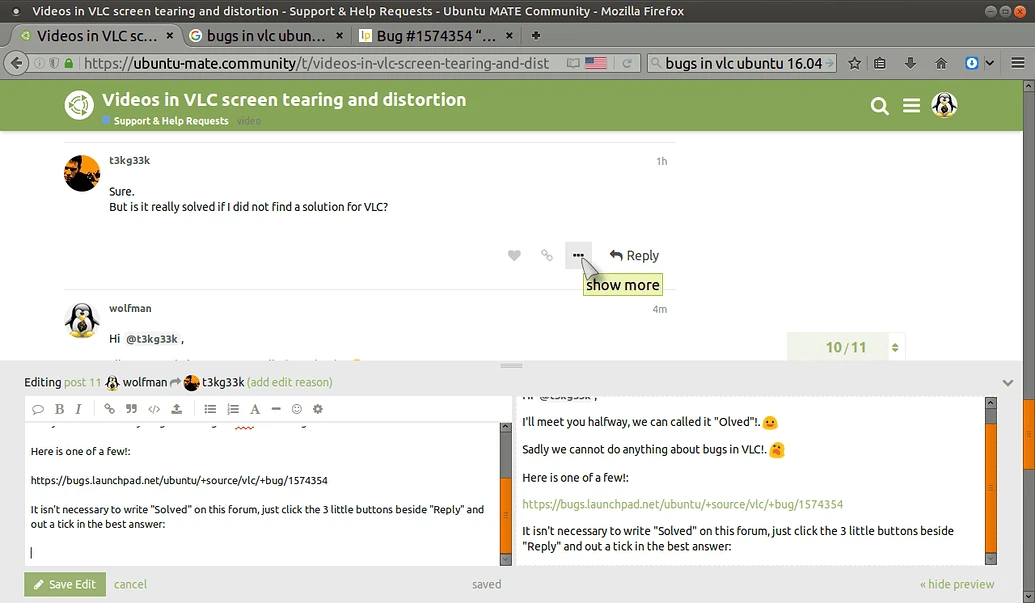 Videos in VLC screen tearing and distortion - Support & Help Requests - Ubuntu MATE Community - Mozilla Firefox
Videos in VLC sc...
bugs in vlc ubun...
Bug #1574354 “...
https://ubuntu-mate.community/t/videos-in-vlc-screen-tearing-and-dist
bugs in vlc ubuntu 16.04
Videos in VLC screen tearing and distortion
Support & Help Requests video
t3kg33k
1h
Sure.
But is it really solved if I did not find a solution for VLC?
Reply
show more
wolfman
4m
Hi @t3kg33k ,
10/11
Editing post 11 wolfman t3kg33k (add edit reason)
Here is one of a few!:
https://bugs.launchpad.net/ubuntu/+source/vlc/+bug/1574354
It isn't necessary to write "Solved" on this forum, just click the 3 little buttons beside "Reply" and
out a tick in the best answer:
Hi @t3kg33k ,
I'll meet you halfway, we can called it "Olved"!.
Sadly we cannot do anything about bugs in VLC!.
Here is one of a few!:
https://bugs.launchpad.net/ubuntu/+source/vlc/+bug/1574354
It isn't necessary to write "Solved" on this forum, just click the 3 little buttons beside
"Reply" and out a tick in the best answer:
Save Edit
cancel
saved
« hide preview